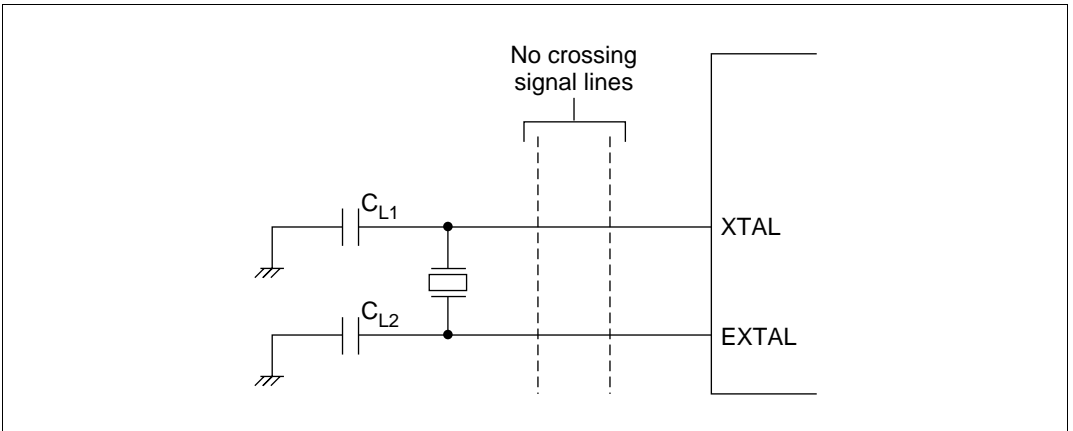 No crossing
signal lines
CL1
XTAL
CL2
EXTAL